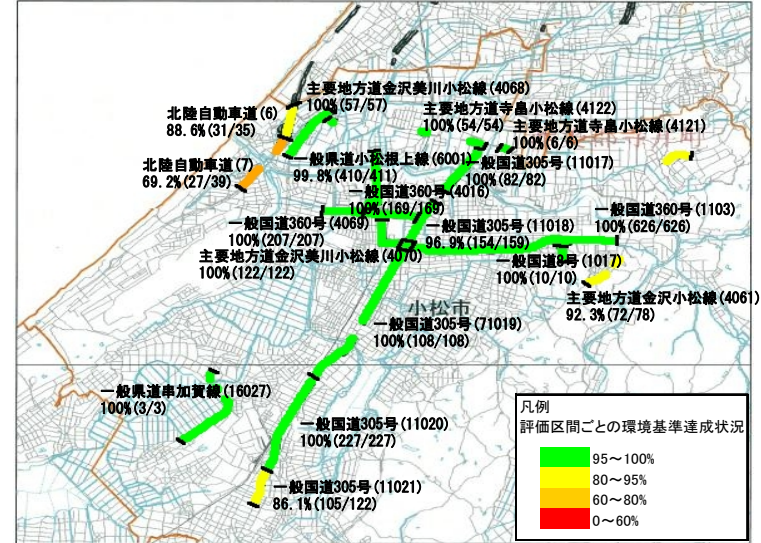 主要地方道金沢美川小松線(4068)
100%(57/57)
北陸自動車道(6)
88.6%(31/35)
主要地方道寺畠小松線(4122)
100%(54/54)
主要地方道寺畠小松線(4121)
100%(6/6)
北陸自動車道(7)
69.2%(27/39)
一般県道小松根上線(6001)
99.8%(410/411)
一般国道305号(11017)
100%(82/82)
一般国道360号(4016)
100%(169/169)
一般国道360号(4069)
100%(207/207)
一般国道305号(11018)
96.9%(154/159)
一般国道360号(1103)
100%(626/626)
主要地方道金沢美川小松線(4070)
100%(122/122)
一般国道8号(1017)
100%(10/10)
主要地方道金沢小松線(4061)
92.3%(72/78)
小松市
一般国道305号(71019)
100%(108/108)
一般県道串加賀線(16027)
100%(3/3)
一般国道305号(11020)
100%(227/227)
一般国道305号(11021)
86.1%(105/122)
凡例
評価区間ごとの環境基準達成状況
95～100%
80～95%
60～80%
0～60%